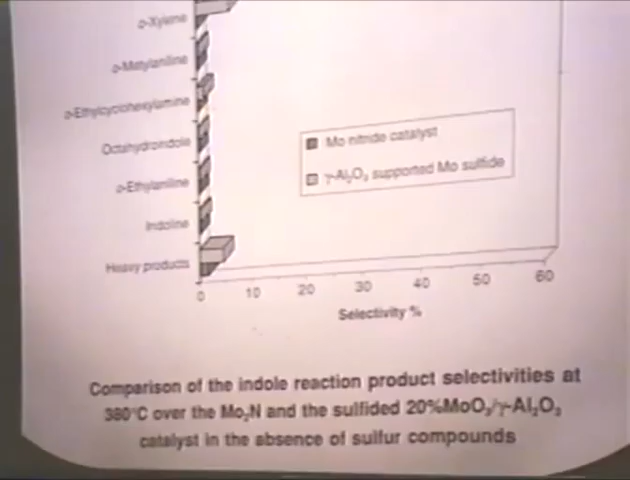 o-Xylene
o-Metylaniline
o-Ethylcyclohexylamine
Octahydroindole
o-Ethylaniline
Indoline
Heavy products
Mo nitride catalyst
γ-Al₂O₃ supported Mo sulfide
0 10 20 30 40 50 60
Selectivity %
Comparison of the indole reaction product selectivities at
380°C over the Mo₂N and the sulfided 20%MoO₃/γ-Al₂O₃
catalyst in the absence of sulfur compounds